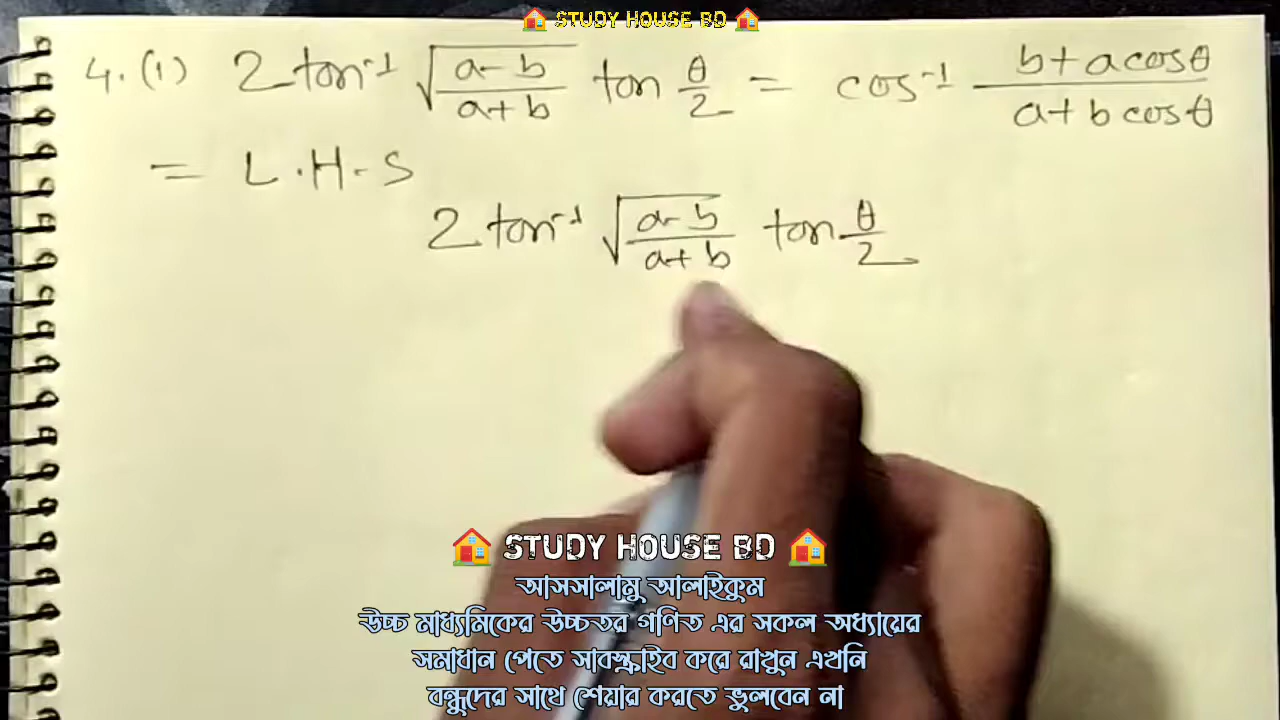 🏠 STUDY HOUSE BD 🏠
4. (1) 2 tan⁻¹ √((a-b)/(a+b)) tan θ/2 = cos⁻¹ (b+a cosθ)/(a+b cosθ)
= L.H.S
2 tan⁻¹ √((a-b)/(a+b)) tan θ/2
🏠 STUDY HOUSE BD 🏠
আসসালামু আলাইকুম
উচ্চ মাধ্যমিকের উচ্চতর গণিত এর সকল অধ্যায়ের
সমাধান পেতে সাবস্ক্রাইব করে রাখুন এখনি
বন্ধুদের সাথে শেয়ার করতে ভুলবেন না